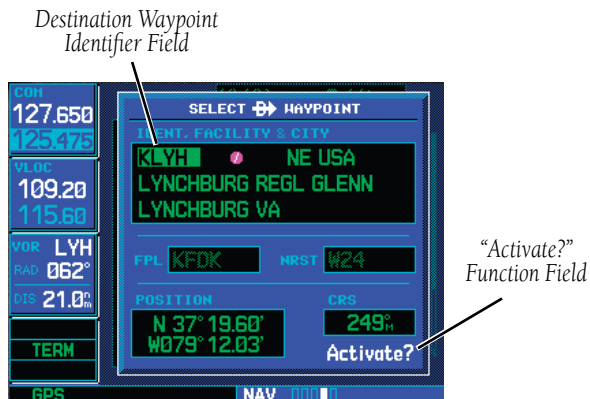 Destination Waypoint
Identifier Field
COM
127.650
125.475
VLOC
109.20
115.60
VOR LYH
RAD 062°
DIS 21.0nm
TERM
GPS
SELECT D WAYPOINT
IDENT, FACILITY & CITY
KLYH NE USA
LYNCHBURG REGL GLENN
LYNCHBURG VA
FPL KFDK NRST W24
POSITION CRS
N 37°19.60' 249°M
W079°12.03'
Activate?
NAV
"Activate?"
Function Field